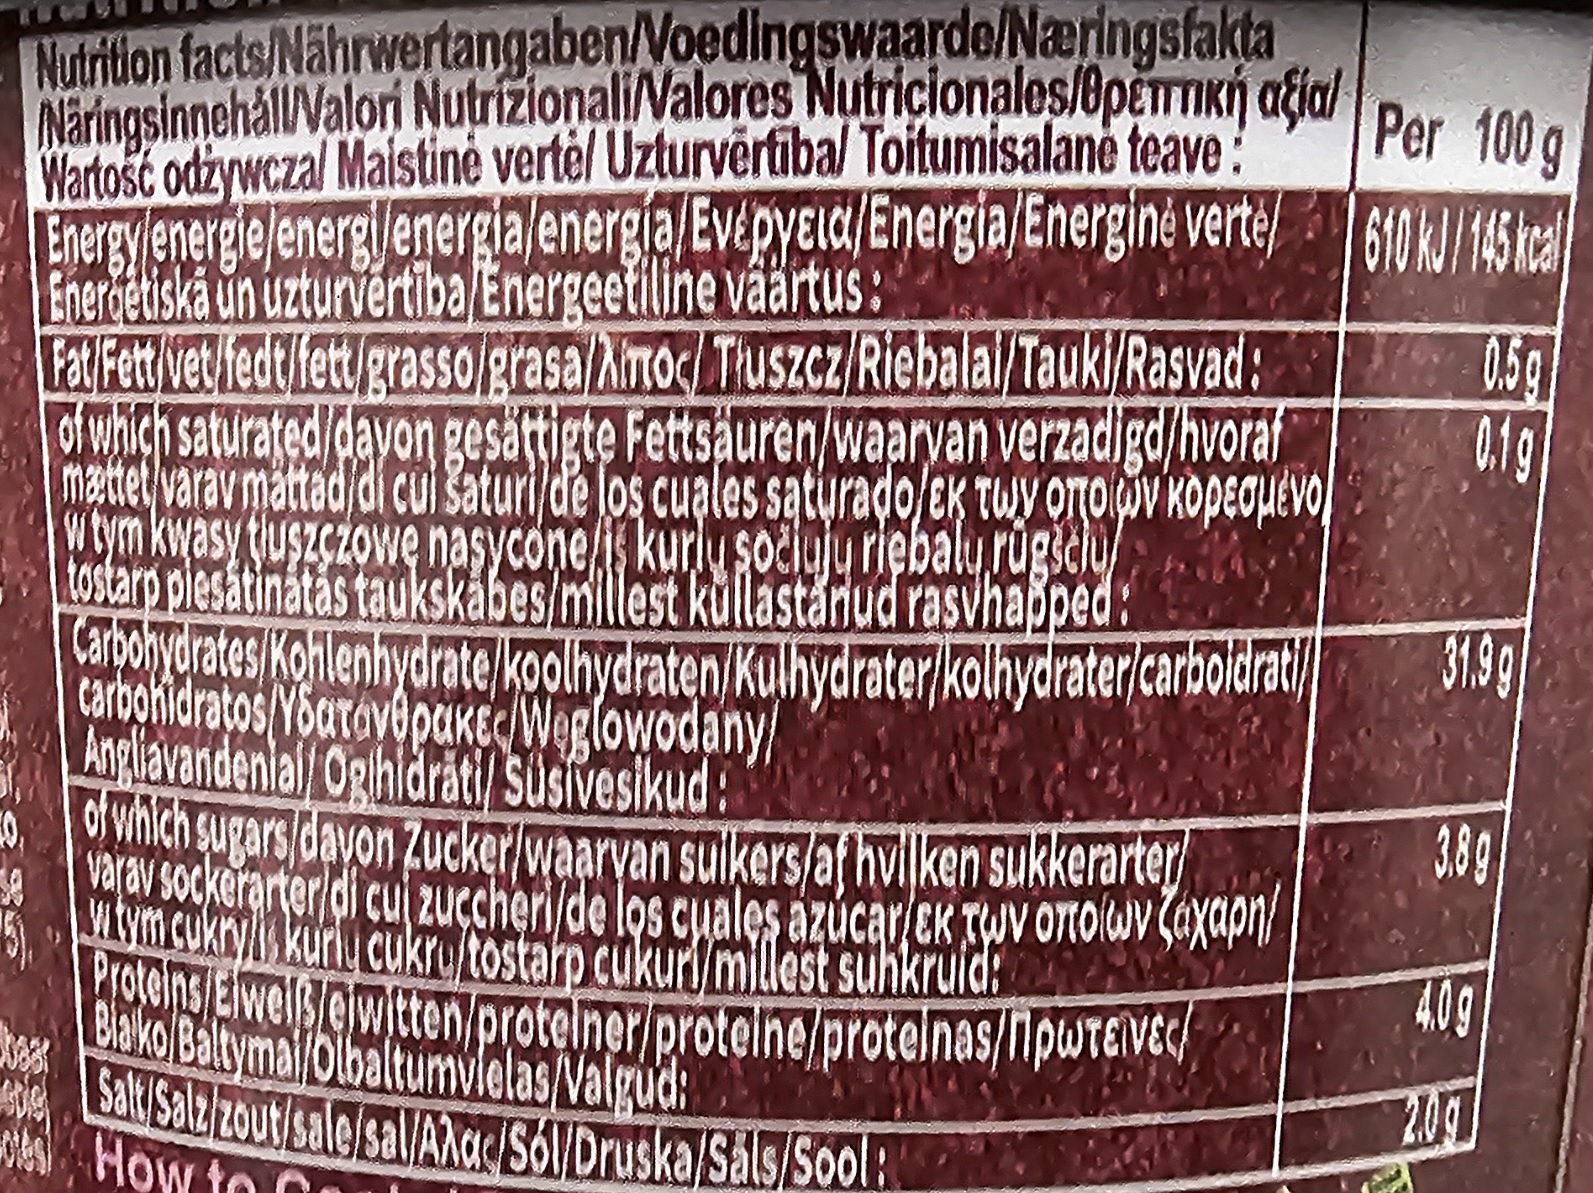 Nutrition facts/Nährwertangaben/Voedingswaarde/Næringsfakta
Näringsinnehåll/Valori Nutrizionali/Valores Nutricionales/θρεπτική αξία/
Wartość odżywcza/ Maistinė vertė/ Uzturvērtība/ Toitumisalane teave :
Per 100 g
Energy/energie/energi/energia/energía/Ενέργεια/Energia/Energinė vertė/
Enerģētiskā un uzturvērtība/Energeetiline väärtus :
610 kJ / 145 kcal
Fat/Fett/vet/fedt/fett/grasso/grasa/λιπος/ Tłuszcz/Riebalai/Tauki/Rasvad :
0.5 g
of which saturated/davon gesättigte Fettsäuren/waarvan verzadigd/hvoraf
mættet/varav mättad/di cui saturi/de los cuales saturado/εκ των οποίων κορεσμένο/
w tym kwasy tłuszczowe nasycone/iš kurių sočiųjų riebalų rūgščių/
tostarp piesātinātās taukskābes/millest küllastanud rasvhapped :
0.1 g
Carbohydrates/Kohlenhydrate/koolhydraten/Kulhydrater/kolhydrater/carboidrati/
carbohidratos/Υδατάνθρακες/Węglowodany/
Angliavandeniai/ Ogļhidrāti/ Süsivesikud :
31.9 g
of which sugars/davon Zucker/waarvan suikers/af hvilken sukkerarter/
varav sockerarter/di cui zuccheri/de los cuales azúcar/εκ των οποίων ζάχαρη/
w tym cukry/iš kurių cukrų/tostarp cukuri/millest suhkruid:
3.8 g
Proteins/Eiweiß/eiwitten/proteiner/proteine/proteinas/Πρωτεΐνες/
Białko/Baltymai/Olbaltumvielas/Valgud:
4.0 g
Salt/Salz/zout/sale/sal/Αλας/Sól/Druska/Sāls/Sool :
2.0 g
How to